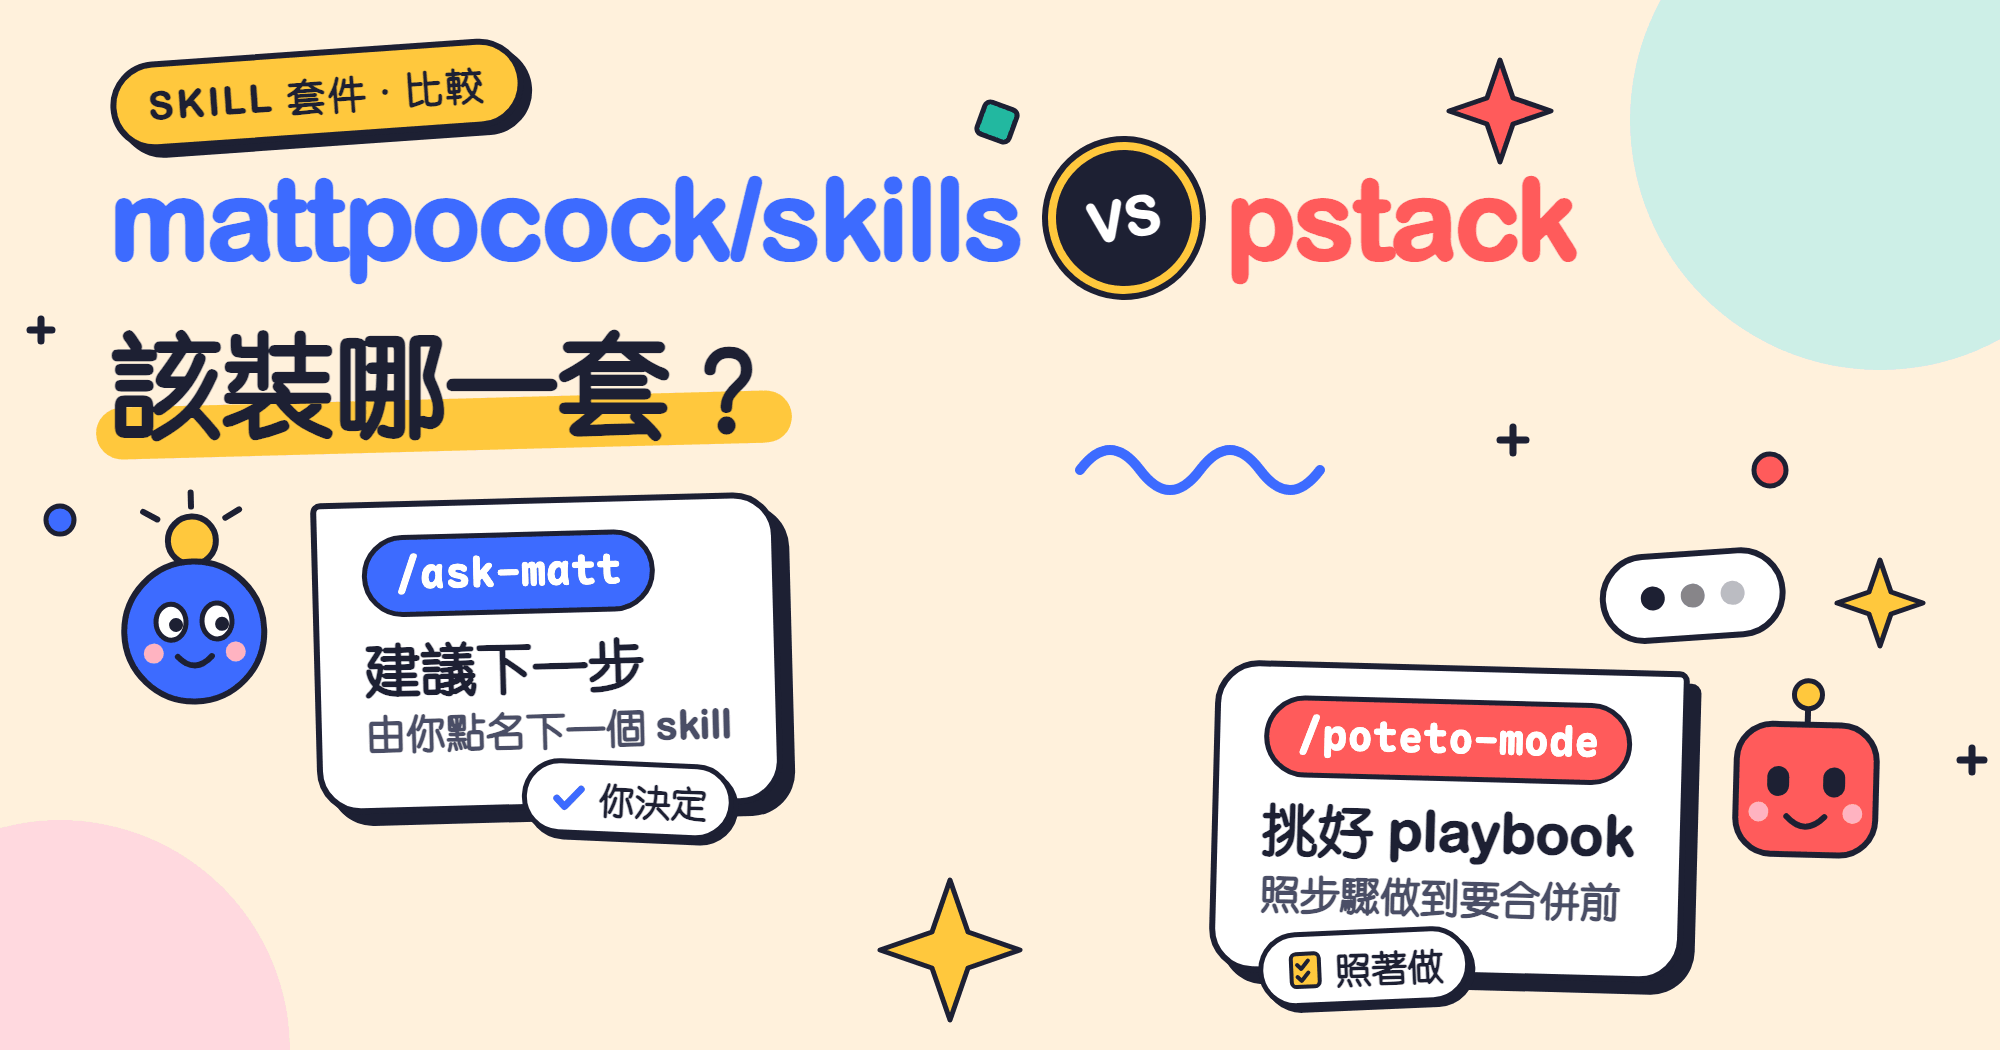 SKILL 套件 · 比較
mattpocock/skills VS pstack
該裝哪一套？
/ask-matt
建議下一步
由你點名下一個 skill
你決定
/poteto-mode
挑好 playbook
照步驟做到要合併前
照著做